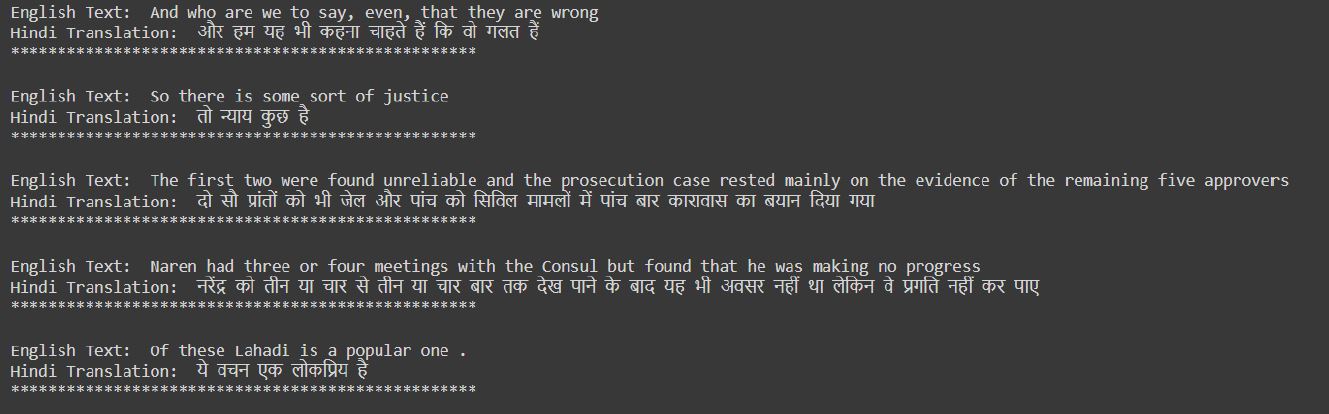 English Text:  And who are we to say, even, that they are wrong
Hindi Translation:  और हम यह भी कहना चाहते हैं कि वो गलत हैं
**************************************************
English Text:  So there is some sort of justice
Hindi Translation:  तो न्याय कुछ है
**************************************************
English Text:  The first two were found unreliable and the prosecution case rested mainly on the evidence of the remaining five approvers
Hindi Translation:  दो सौ प्रांतों को भी जेल और पांच को सिविल मामलों में पांच बार कारावास का बयान दिया गया
**************************************************
English Text:  Naren had three or four meetings with the Consul but found that he was making no progress
Hindi Translation:  नरेंद्र को तीन या चार से तीन या चार बार तक देख पाने के बाद यह भी अवसर नहीं था लेकिन वे प्रगति नहीं कर पाए
**************************************************
English Text:  Of these Lahadi is a popular one .
Hindi Translation:  ये वचन एक लोकप्रिय है
**************************************************